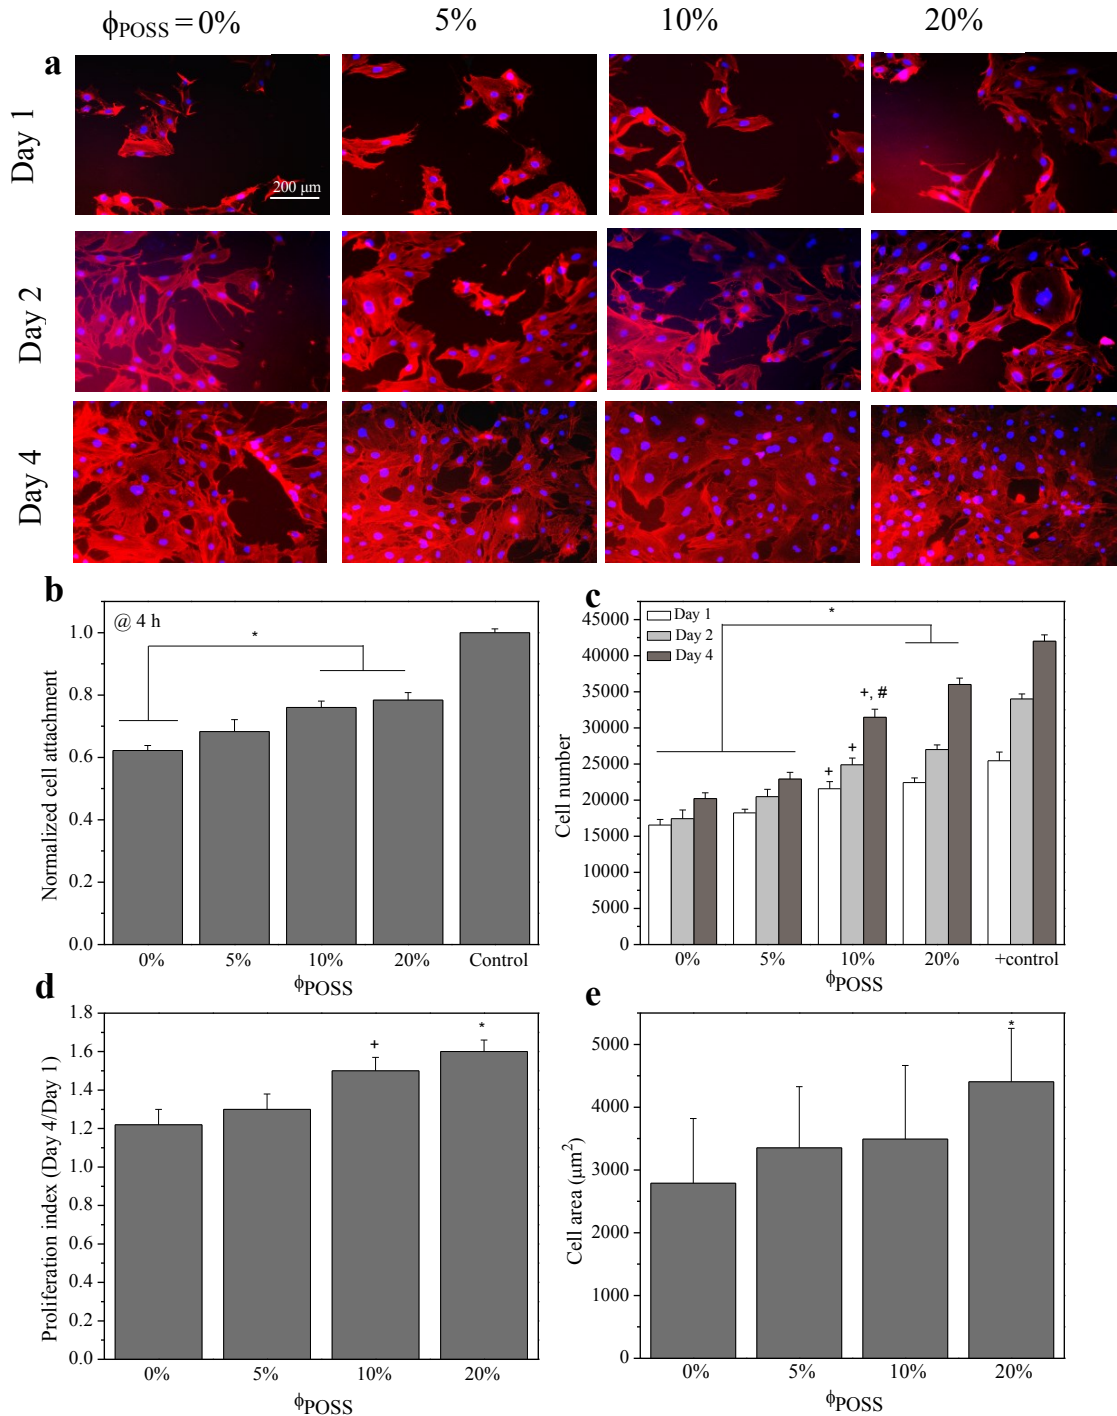 ϕPOSS = 0%
5%
10%
20%
a
Day 1
200 μm
Day 2
Day 4
b
@ 4 h
*
Normalized cell attachment
1.0
0.8
0.6
0.4
0.2
0.0
0%
5%
10%
20%
Control
ϕPOSS
c
Day 1
Day 2
Day 4
*
+, #
+
+
Cell number
45000
40000
35000
30000
25000
20000
15000
10000
5000
0
0%
5%
10%
20%
+control
ϕPOSS
d
Proliferation index (Day 4/Day 1)
1.8
1.6
1.4
1.2
1.0
0.8
0.6
0.4
0.2
0.0
+
*
0%
5%
10%
20%
ϕPOSS
e
Cell area (μm²)
5000
4000
3000
2000
1000
0
*
0%
5%
10%
20%
ϕPOSS